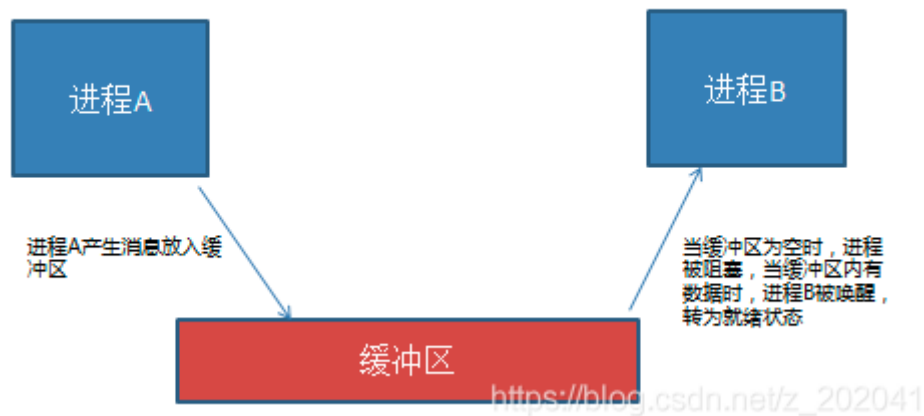 进程A
进程B
进程A产生消息放入缓
冲区
当缓冲区为空时，进程
被阻塞，当缓冲区内有
数据时，进程B被唤醒，
转为就绪状态
缓冲区
https://blog.csdn.net/z_202041